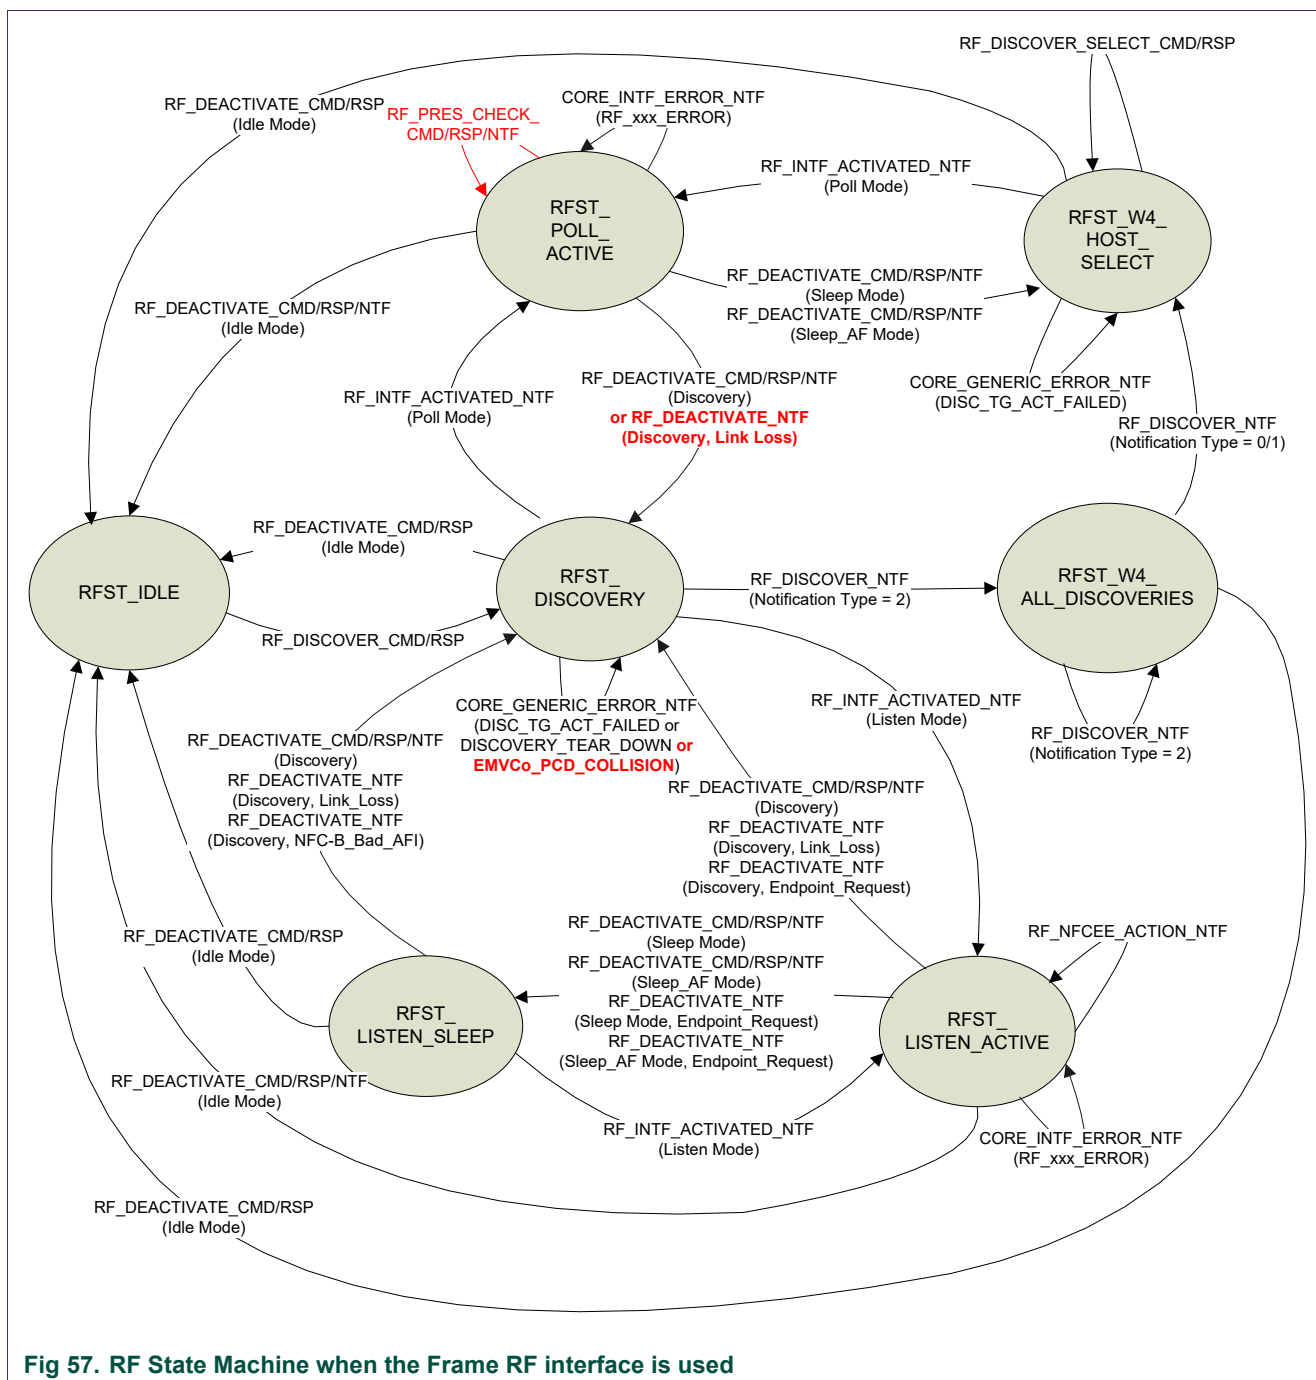 RF_DISCOVER_SELECT_CMD/RSP
RF_DEACTIVATE_CMD/RSP
(Idle Mode)
RF_PRES_CHECK_
CMD/RSP/NTF
CORE_INTF_ERROR_NTF
(RF_xxx_ERROR)
RF_INTF_ACTIVATED_NTF
(Poll Mode)
RFST_
POLL_
ACTIVE
RFST_W4_
HOST_
SELECT
RF_DEACTIVATE_CMD/RSP/NTF
(Sleep Mode)
RF_DEACTIVATE_CMD/RSP/NTF
(Sleep_AF Mode)
RF_DEACTIVATE_CMD/RSP/NTF
(Idle Mode)
RF_INTF_ACTIVATED_NTF
(Poll Mode)
RF_DEACTIVATE_CMD/RSP/NTF
(Discovery)
or RF_DEACTIVATE_NTF
(Discovery, Link Loss)
CORE_GENERIC_ERROR_NTF
(DISC_TG_ACT_FAILED)
RF_DISCOVER_NTF
(Notification Type = 0/1)
RF_DEACTIVATE_CMD/RSP
(Idle Mode)
RFST_IDLE
RFST_
DISCOVERY
RF_DISCOVER_NTF
(Notification Type = 2)
RFST_W4_
ALL_DISCOVERIES
RF_DISCOVER_CMD/RSP
CORE_GENERIC_ERROR_NTF
(DISC_TG_ACT_FAILED or
DISCOVERY_TEAR_DOWN or
EMVCo_PCD_COLLISION)
RF_INTF_ACTIVATED_NTF
(Listen Mode)
RF_DISCOVER_NTF
(Notification Type = 2)
RF_DEACTIVATE_CMD/RSP/NTF
(Discovery)
RF_DEACTIVATE_NTF
(Discovery, Link_Loss)
RF_DEACTIVATE_NTF
(Discovery, NFC-B_Bad_AFI)
RF_DEACTIVATE_CMD/RSP/NTF
(Discovery)
RF_DEACTIVATE_NTF
(Discovery, Link_Loss)
RF_DEACTIVATE_NTF
(Discovery, Endpoint_Request)
RF_DEACTIVATE_CMD/RSP
(Idle Mode)
RF_DEACTIVATE_CMD/RSP/NTF
(Sleep Mode)
RF_DEACTIVATE_CMD/RSP/NTF
(Sleep_AF Mode)
RF_DEACTIVATE_NTF
(Sleep Mode, Endpoint_Request)
RF_DEACTIVATE_NTF
(Sleep_AF Mode, Endpoint_Request)
RF_NFCEE_ACTION_NTF
RFST_
LISTEN_SLEEP
RFST_
LISTEN_ACTIVE
RF_DEACTIVATE_CMD/RSP/NTF
(Idle Mode)
RF_INTF_ACTIVATED_NTF
(Listen Mode)
CORE_INTF_ERROR_NTF
(RF_xxx_ERROR)
RF_DEACTIVATE_CMD/RSP
(Idle Mode)
Fig 57. RF State Machine when the Frame RF interface is used